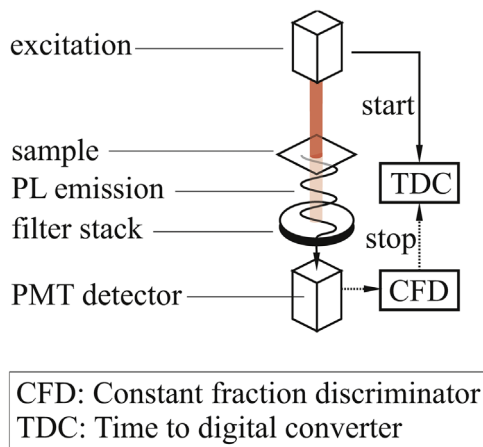 excitation
start
sample
TDC
PL emission
filter stack
stop
PMT detector
CFD
CFD: Constant fraction discriminator
TDC: Time to digital converter